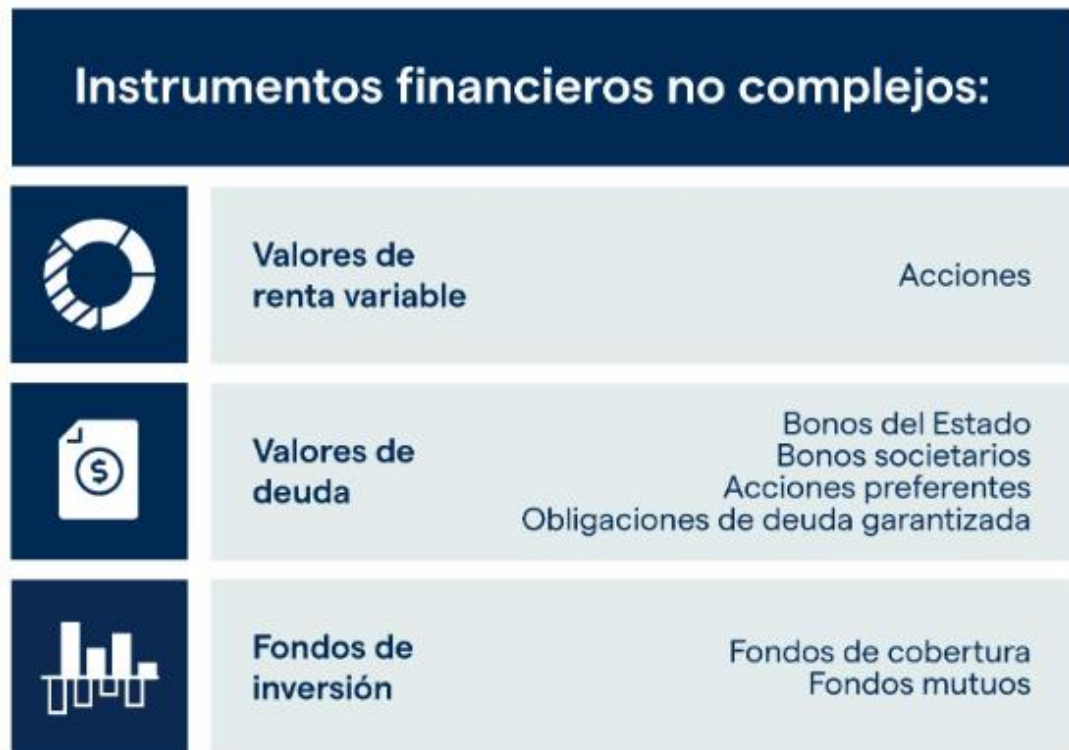 Instrumentos financieros no complejos:
Valores de
renta variable
Acciones
$
Valores de
deuda
Bonos del Estado
Bonos societarios
Acciones preferentes
Obligaciones de deuda garantizada
Fondos de
inversión
Fondos de cobertura
Fondos mutuos